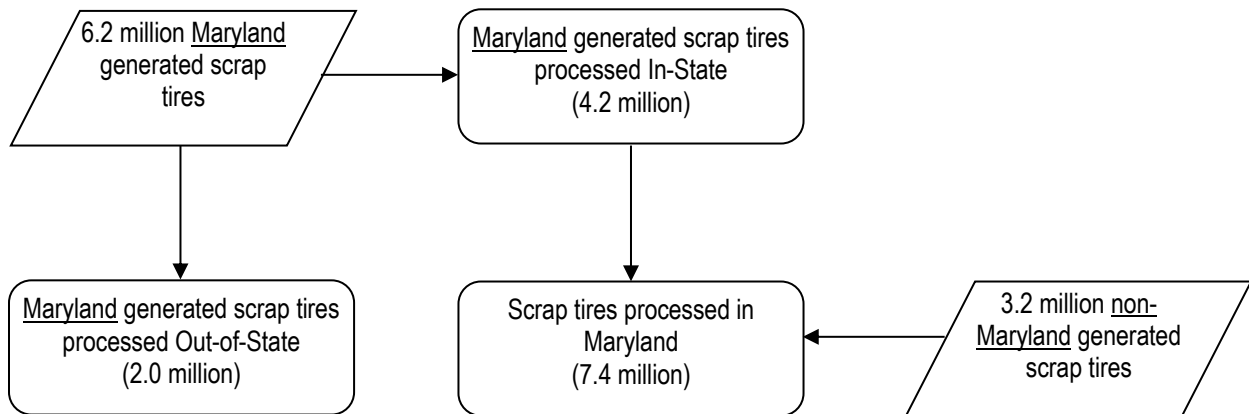 6.2 million Maryland
generated scrap
tires
Maryland generated scrap tires
processed In-State
(4.2 million)
Maryland generated scrap tires
processed Out-of-State
(2.0 million)
Scrap tires processed in
Maryland
(7.4 million)
3.2 million non-
Maryland generated
scrap tires